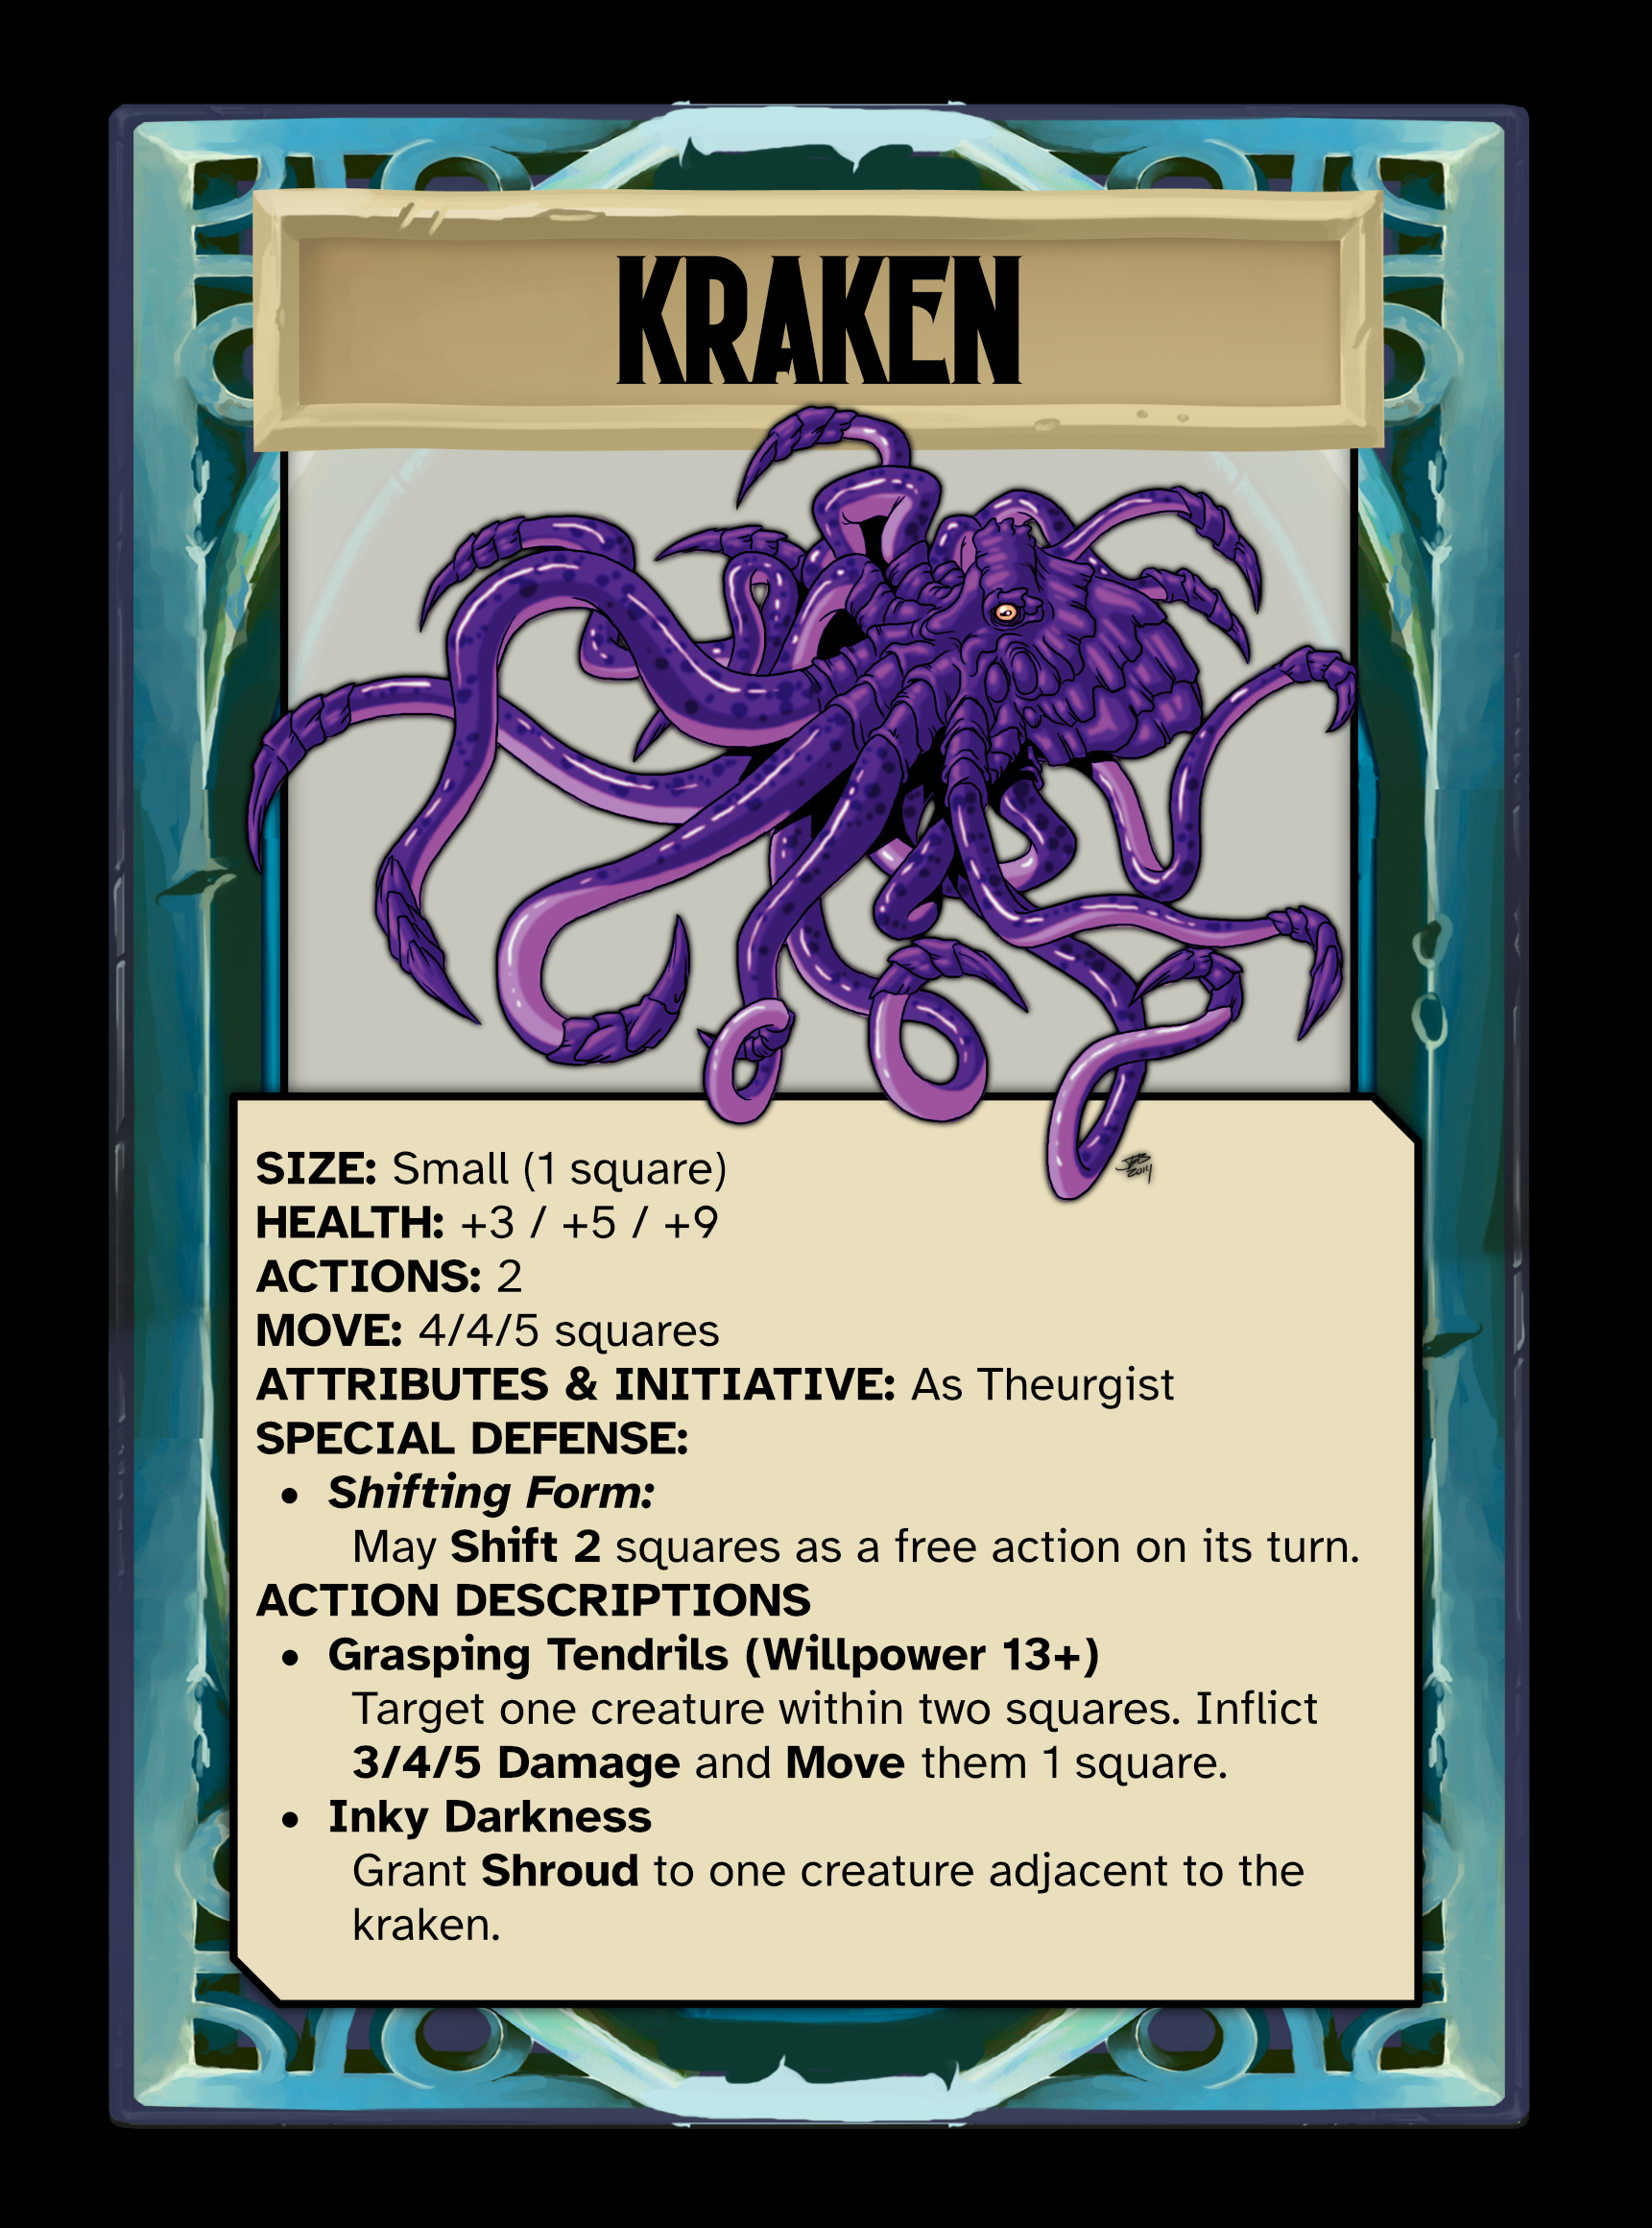 KRAKEN
SIZE: Small (1 square)
HEALTH: +3 / +5 / +9
ACTIONS: 2
MOVE: 4/4/5 squares
ATTRIBUTES & INITIATIVE: As Theurgist
SPECIAL DEFENSE:
• Shifting Form:
May Shift 2 squares as a free action on its turn.
ACTION DESCRIPTIONS
• Grasping Tendrils (Willpower 13+)
Target one creature within two squares. Inflict
3/4/5 Damage and Move them 1 square.
• Inky Darkness
Grant Shroud to one creature adjacent to the
kraken.
2014